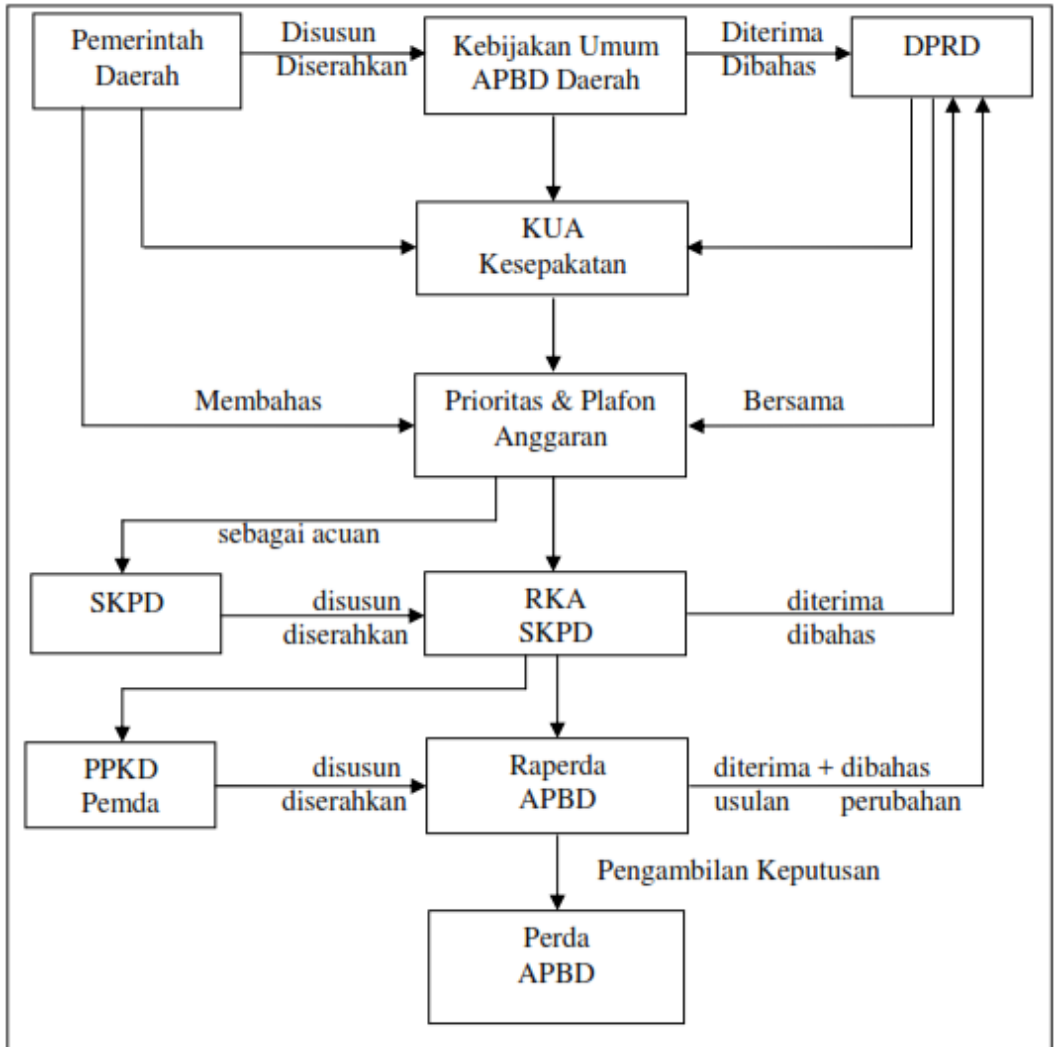 Pemerintah
Daerah
Disusun
Diserahkan
Kebijakan Umum
APBD Daerah
Diterima
Dibahas
DPRD
KUA
Kesepakatan
Membahas
Prioritas & Plafon
Anggaran
Bersama
sebagai acuan
SKPD
disusun
diserahkan
RKA
SKPD
diterima
dibahas
PPKD
Pemda
disusun
diserahkan
Raperda
APBD
diterima + dibahas
usulan perubahan
Pengambilan Keputusan
Perda
APBD